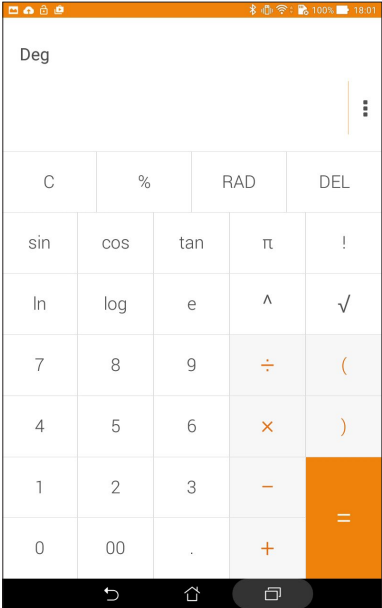 100% 18:01
Deg
C % RAD DEL
sin cos tan π !
ln log e ^ √
7 8 9 ÷ (
4 5 6 × )
1 2 3 −
=
0 00 . +